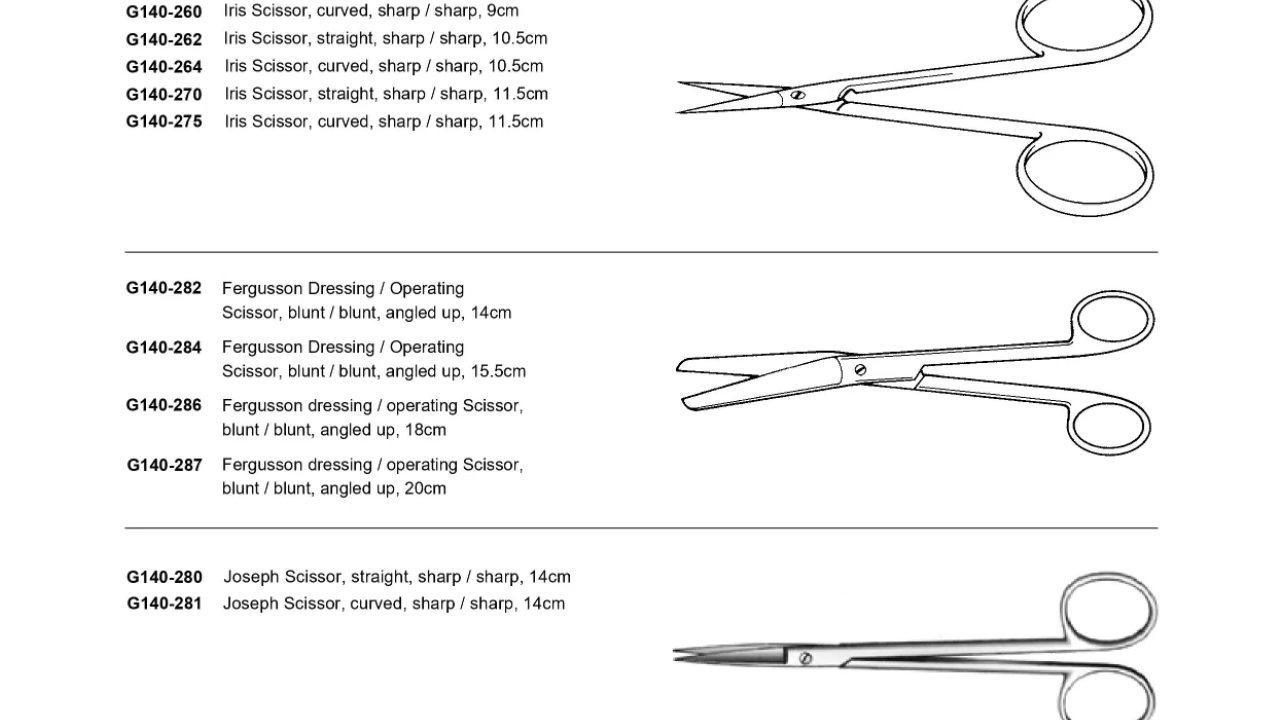 G140-260 Iris Scissor, curved, sharp / sharp, 9cm
G140-262 Iris Scissor, straight, sharp / sharp, 10.5cm
G140-264 Iris Scissor, curved, sharp / sharp, 10.5cm
G140-270 Iris Scissor, straight, sharp / sharp, 11.5cm
G140-275 Iris Scissor, curved, sharp / sharp, 11.5cm
G140-282 Fergusson Dressing / Operating
Scissor, blunt / blunt, angled up, 14cm
G140-284 Fergusson Dressing / Operating
Scissor, blunt / blunt, angled up, 15.5cm
G140-286 Fergusson dressing / operating Scissor,
blunt / blunt, angled up, 18cm
G140-287 Fergusson dressing / operating Scissor,
blunt / blunt, angled up, 20cm
G140-280 Joseph Scissor, straight, sharp / sharp, 14cm
G140-281 Joseph Scissor, curved, sharp / sharp, 14cm